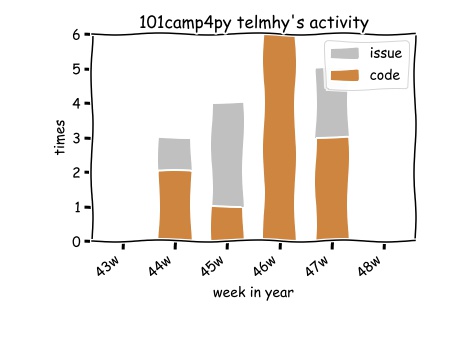 101camp4py telmhy's activity
issue
code
times
6
5
4
3
2
1
0
43w
44w
45w
46w
47w
48w
week in year